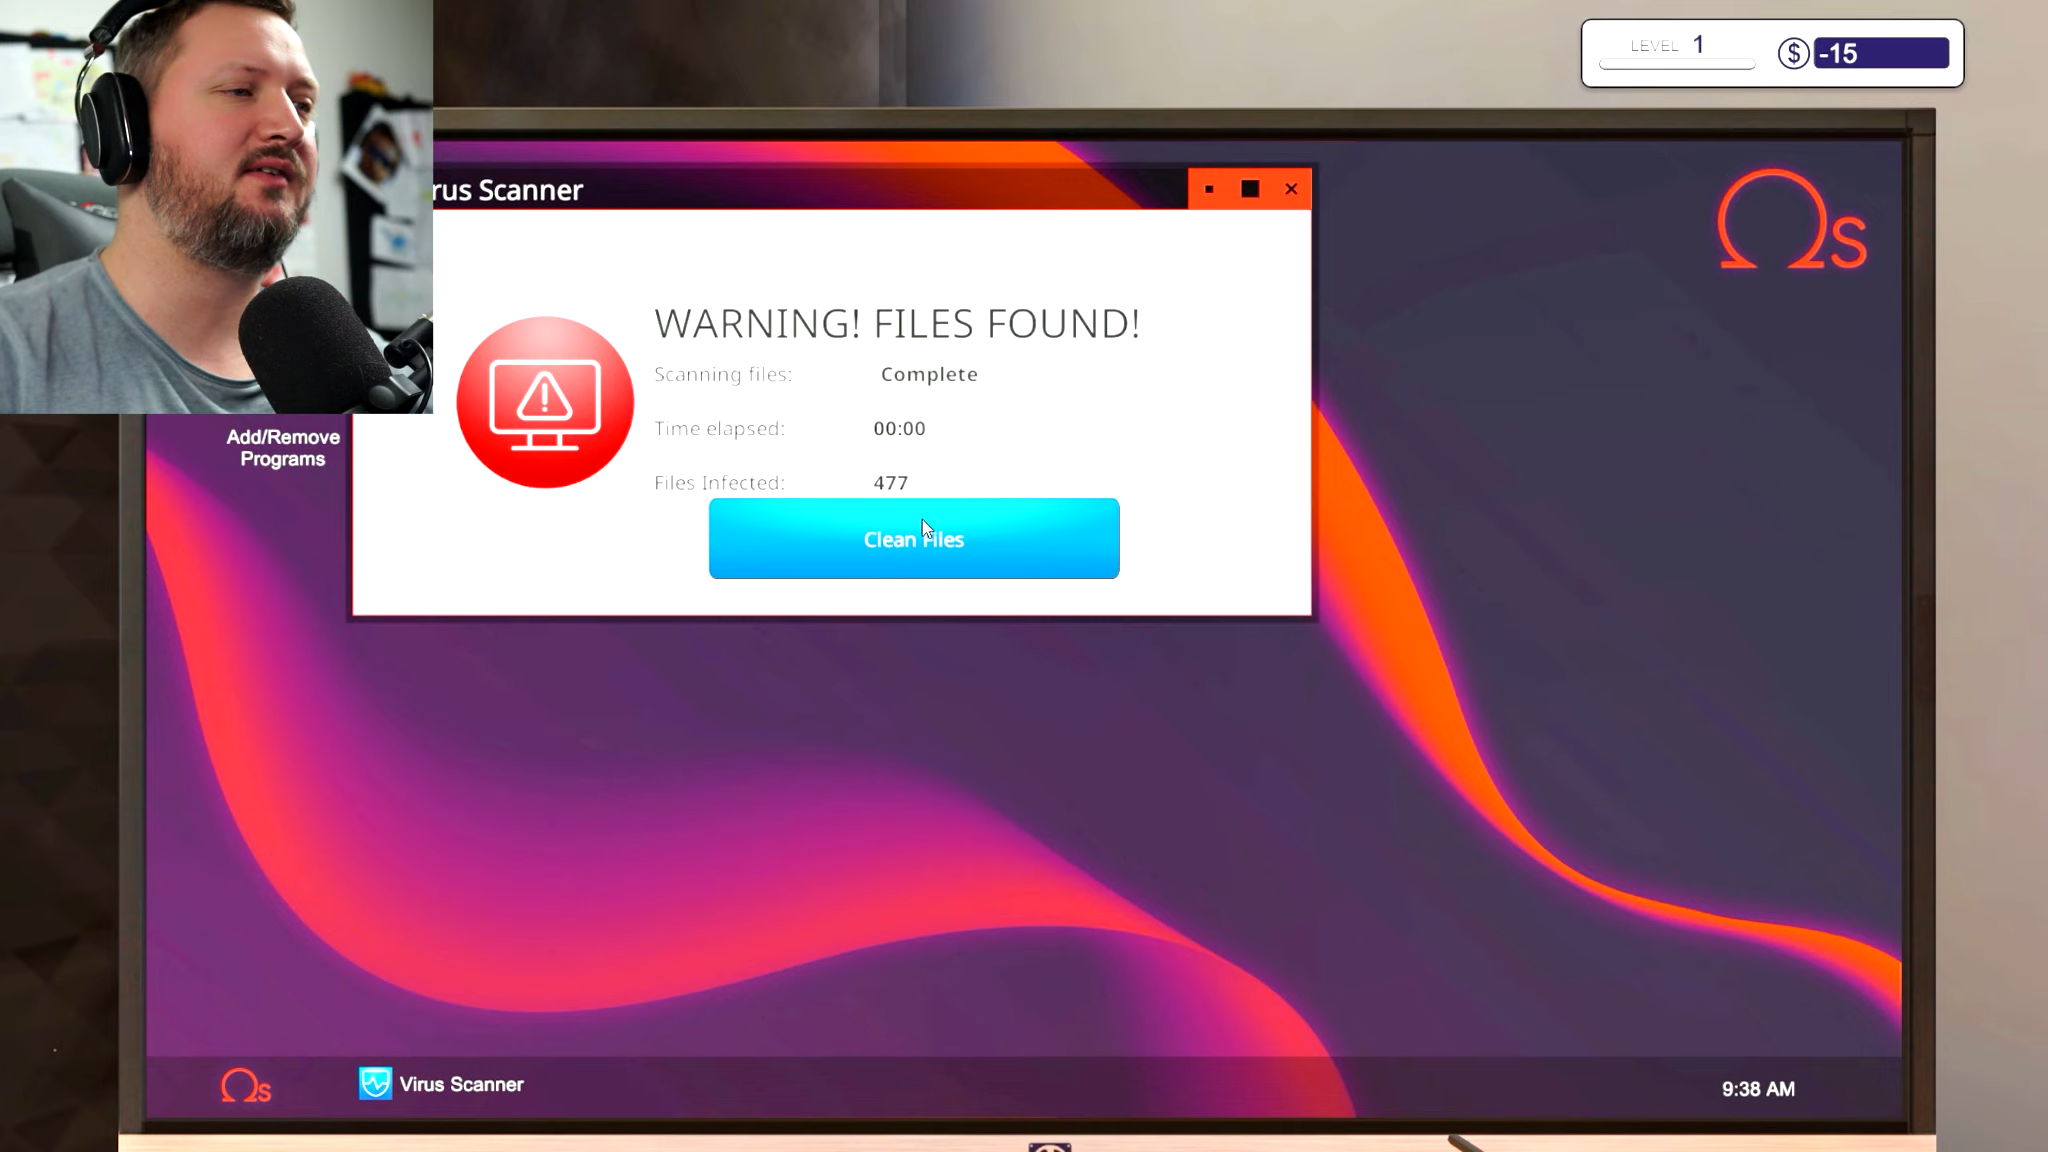 LEVEL 1
$ -15
rus Scanner
Ωs
WARNING! FILES FOUND!
Scanning files: Complete
Time elapsed: 00:00
Files Infected: 477
Clean Files
Add/Remove
Programs
Ωs
Virus Scanner
9:38 AM